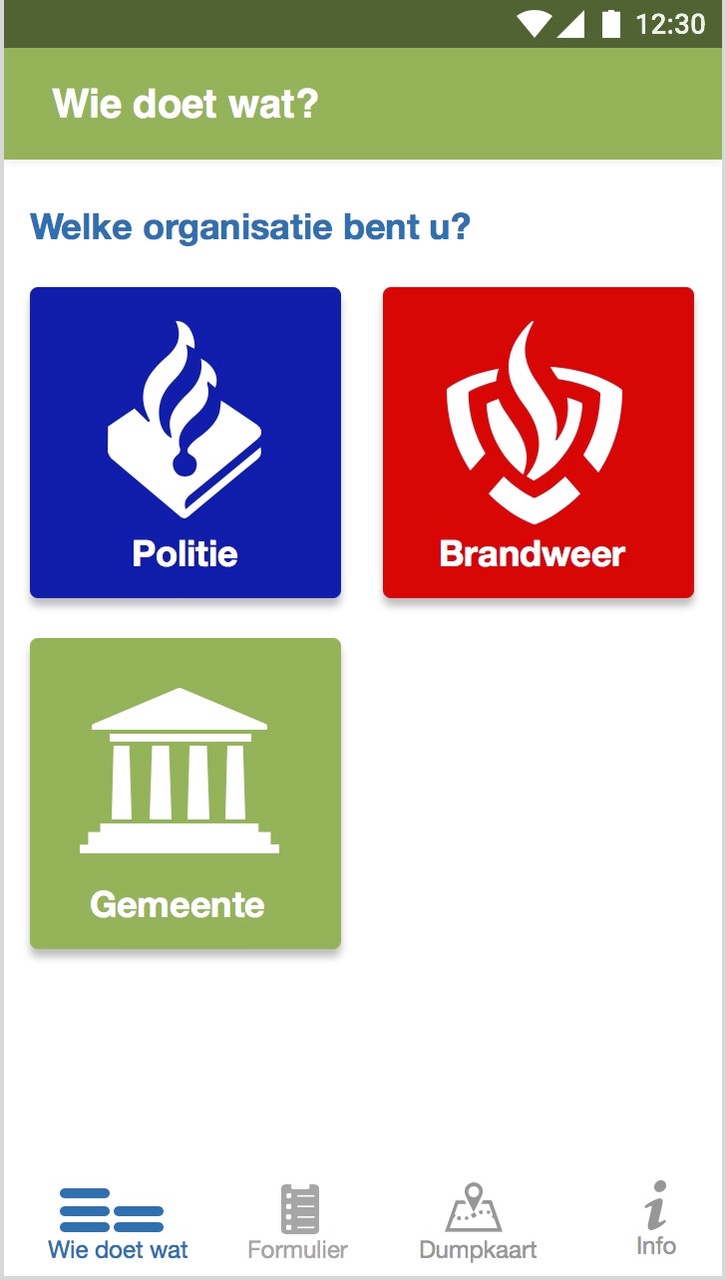 12:30
Wie doet wat?
Welke organisatie bent u?
Politie
Brandweer
Gemeente
Wie doet wat
Formulier
Dumpkaart
Info